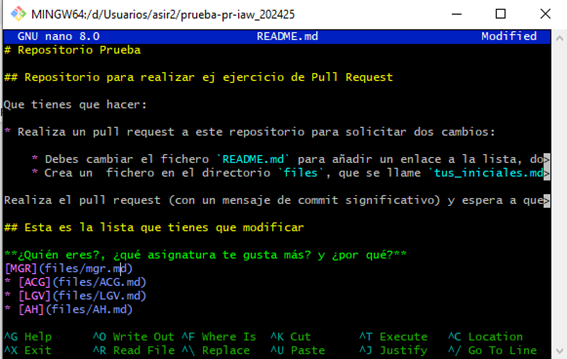 MINGW64:/d/Usuarios/asir2/prueba-pr-iaw_202425
GNU nano 8.0 README.md Modified
# Repositorio Prueba
## Repositorio para realizar ej ejercicio de Pull Request
Que tienes que hacer:
* Realiza un pull request a este repositorio para solicitar dos cambios:
* Debes cambiar el fichero `README.md` para añadir un enlace a la lista, do>
* Crea un  fichero en el directorio `files`, que se llame `tus_iniciales.md>
Realiza el pull request (con un mensaje de commit significativo) y espera a que>
## Esta es la lista que tienes que modificar
**¿Quién eres?, ¿qué asignatura te gusta más? y ¿por qué?**
[MGR](files/mgr.md)
* [ACG](files/ACG.md)
* [LGV](files/LGV.md)
* [AH](files/AH.md)
^G Help ^O Write Out ^F Where Is ^K Cut ^T Execute ^C Location
^X Exit ^R Read File ^\ Replace ^U Paste ^J Justify ^/ Go To Line